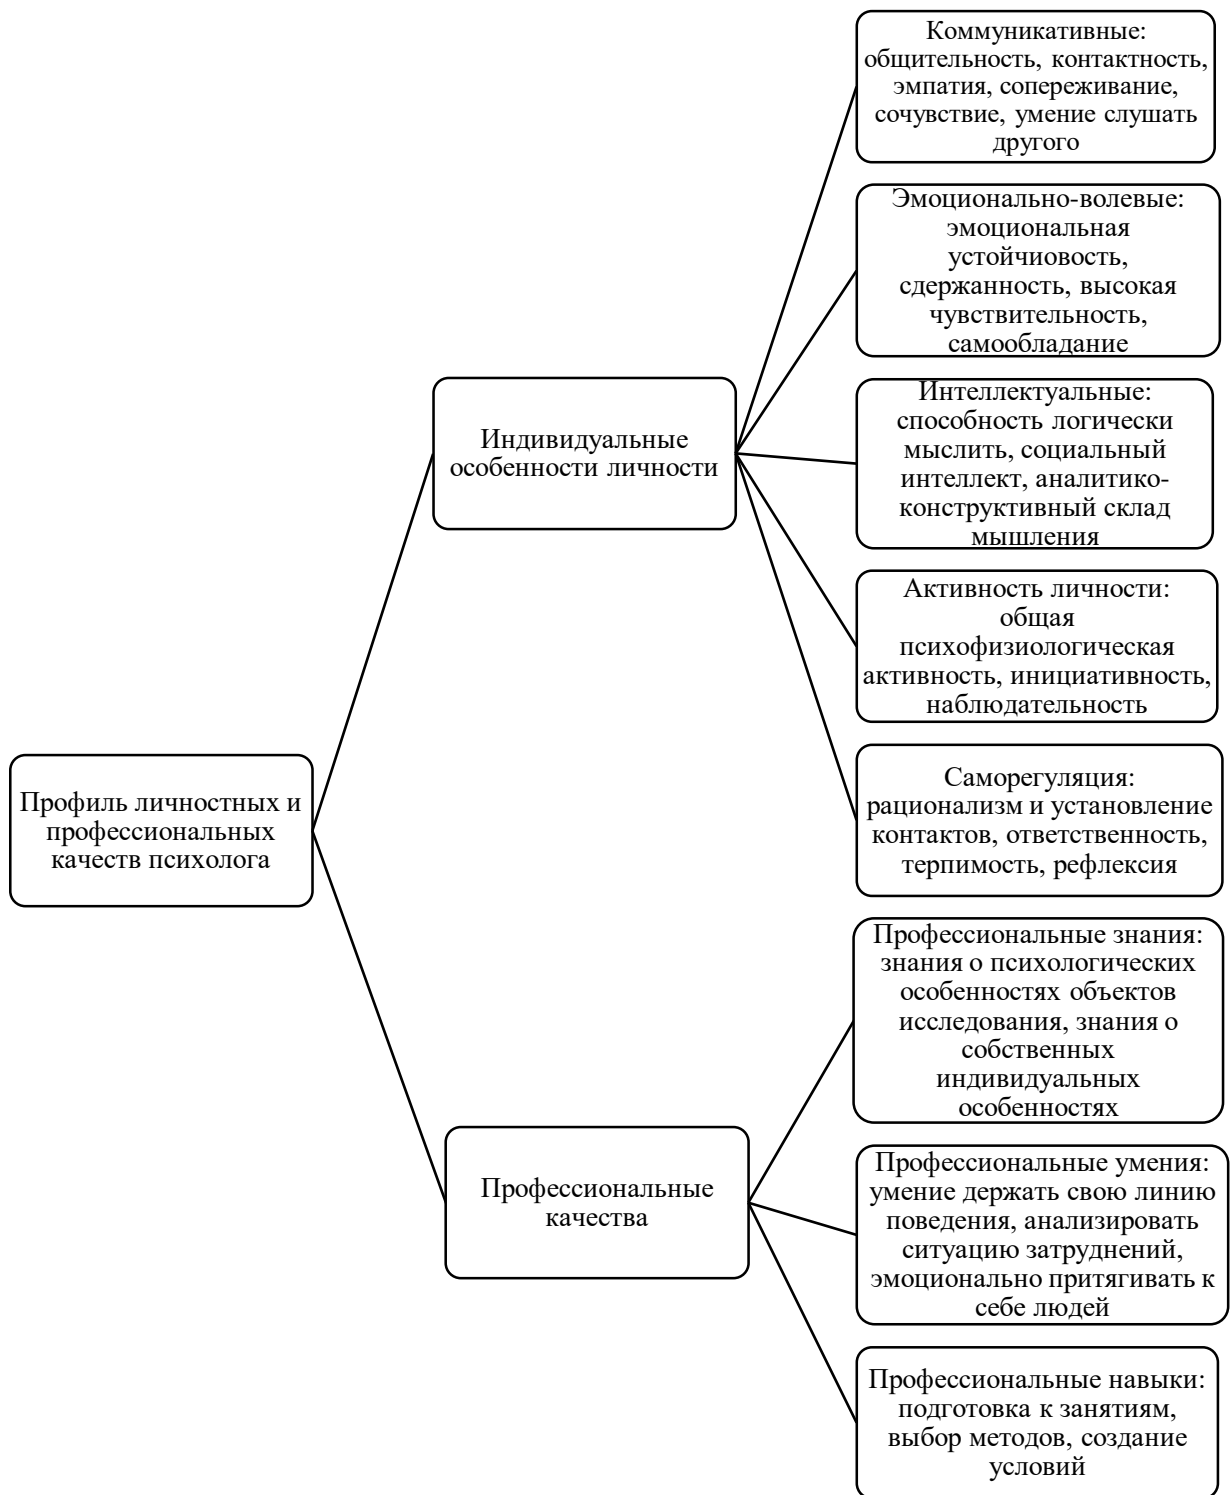 Коммуникативные:
общительность, контактность,
эмпатия, сопереживание,
сочувствие, умение слушать
другого
Эмоционально-волевые:
эмоциональная
устойчиовость,
сдержанность, высокая
чувствительность,
самообладание
Индивидуальные
особенности личности
Интеллектуальные:
способность логически
мыслить, социальный
интеллект, аналитико-
конструктивный склад
мышления
Активность личности:
общая
психофизиологическая
активность, инициативность,
наблюдательность
Профиль личностных и
профессиональных
качеств психолога
Саморегуляция:
рационализм и установление
контактов, ответственность,
терпимость, рефлексия
Профессиональные знания:
знания о психологических
особенностях объектов
исследования, знания о
собственных
индивидуальных
особенностях
Профессиональные
качества
Профессиональные умения:
умение держать свою линию
поведения, анализировать
ситуацию затруднений,
эмоционально притягивать к
себе людей
Профессиональные навыки:
подготовка к занятиям,
выбор методов, создание
условий